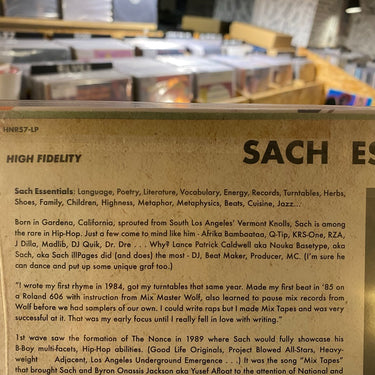 HNR57-LP
HIGH FIDELITY
SACH ES
Sach Essentials: Language, Poetry, Literature, Vocabulary, Energy, Records, Turntables, Herbs,
Shoes, Family, Children, Highness, Metaphor, Metaphysics, Beats, Cuisine, Jazz...
Born in Gardena, California, sprouted from South Los Angeles' Vermont Knolls, Sach is among
the rare in Hip-Hop. Just a few come to mind like him - Afrika Bambaataa, Q-Tip, KRS-One, RZA,
J Dilla, Madlib, DJ Quik, Dr. Dre . . . Why? Lance Patrick Caldwell aka Nouka Basetype, aka
Sach, aka Sach illPages did (and does) the most - DJ, Beat Maker, Producer, MC. (I'm sure he
can dance and put up some unique graf too.)
"I wrote my first rhyme in 1984, got my turntables that same year. Made my first beat in '85 on
a Roland 606 with instruction from Mix Master Wolf, also learned to pause mix records from
Wolf before we had samplers of our own. I could write raps but I made Mix Tapes and was very
successful at it. That was my early focus until I really fell in love with writing."
1st wave saw the formation of The Nonce in 1989 where Sach would fully showcase his
B-Boy multi-facets, Hip-Hop abilities. (Good Life Originals, Project Blowed All-Stars, Heavy-
weight Adjacent, Los Angeles Underground Emergence . . .) It was the song "Mix Tapes"
that brought Sach and Byron Onassis Jackson aka Yusef Afloat to the attention of National and